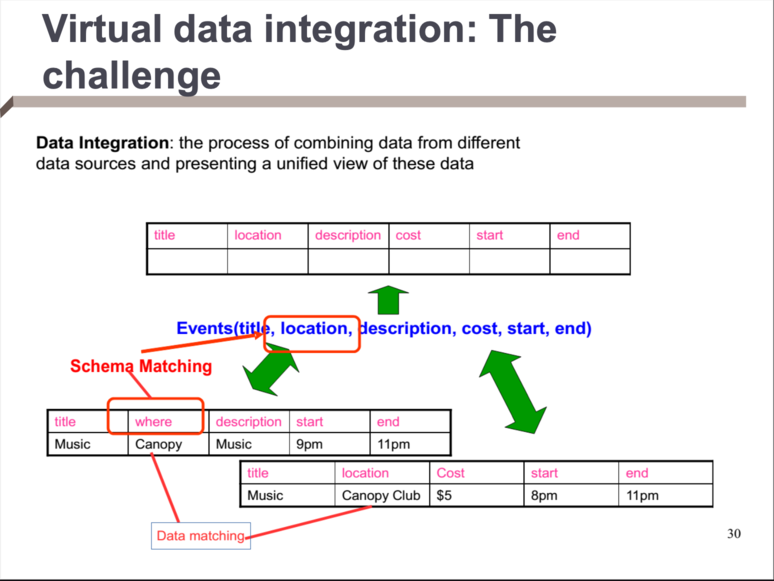 Virtual data integration: The
challenge
Data Integration: the process of combining data from different
data sources and presenting a unified view of these data
title location description cost start end
Events(title, location, description, cost, start, end)
Schema Matching
title where description start end
Music Canopy Music 9pm 11pm
title location Cost start end
Music Canopy Club $5 8pm 11pm
Data matching
30